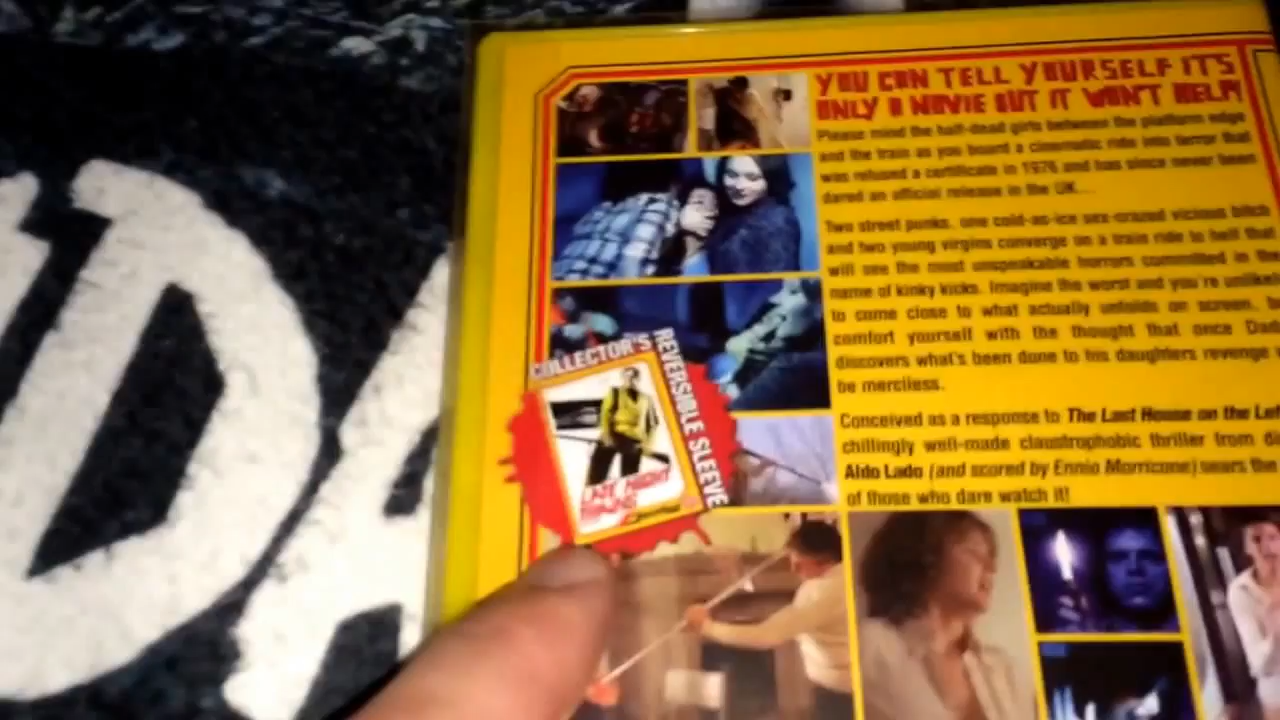 YOU CAN TELL YOURSELF IT'S
ONLY A MOVIE BUT IT WON'T HELP!
Please mind the half-dead girls between the platform edge
and the train as you board a cinematic ride into terror that
was refused a certificate in 1976 and has since never been
dared an official release in the UK...
Two street punks, one cold-as-ice sex-crazed vicious bitch
and two young virgins converge on a train ride to hell that
will see the most unspeakable horrors committed in the
name of kinky kicks. Imagine the worst and you're unlikely
to come close to what actually unfolds on screen, b
comfort yourself with the thought that once Dad
discovers what's been done to his daughters revenge
be merciless.
Conceived as a response to The Last House on the Le
chillingly well-made claustrophobic thriller from d
Aldo Lado (and scored by Ennio Morricone) sears the
of those who dare watch it!
COLLECTOR'S
REVERSIBLE SLEEVE
LATE NIGHT
TRAINS
DA